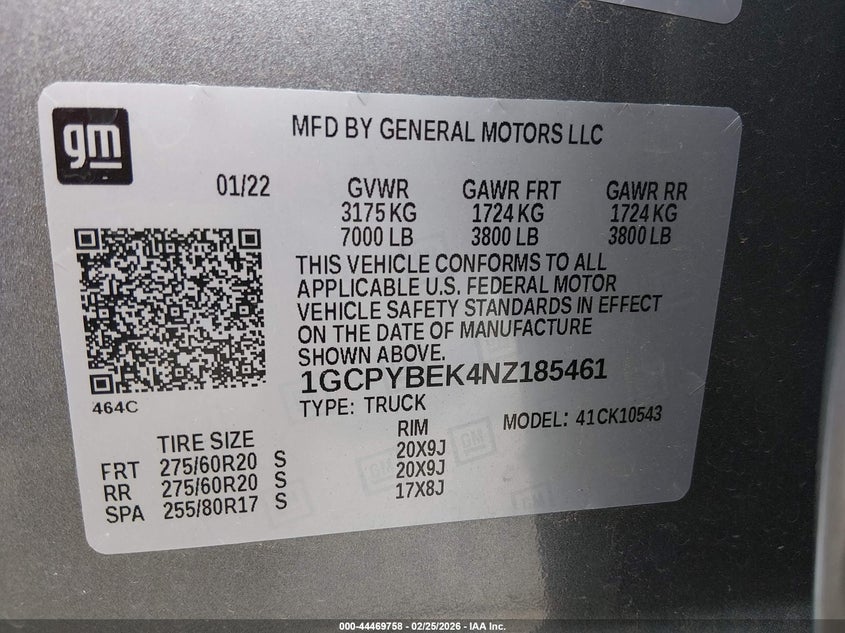 gm
MFD BY GENERAL MOTORS LLC
01/22 GVWR GAWR FRT GAWR RR
3175 KG 1724 KG 1724 KG
7000 LB 3800 LB 3800 LB
THIS VEHICLE CONFORMS TO ALL
APPLICABLE U.S. FEDERAL MOTOR
VEHICLE SAFETY STANDARDS IN EFFECT
ON THE DATE OF MANUFACTURE
SHOWN ABOVE.
1GCPYBEK4NZ185461
464C
TYPE: TRUCK MODEL: 41CK10543
TIRE SIZE RIM
FRT 275/60R20 S 20X9J
RR 275/60R20 S 20X9J
SPA 255/80R17 S 17X8J
GM
GM
GM
000-44469758 — 02/25/2026 — IAA Inc.